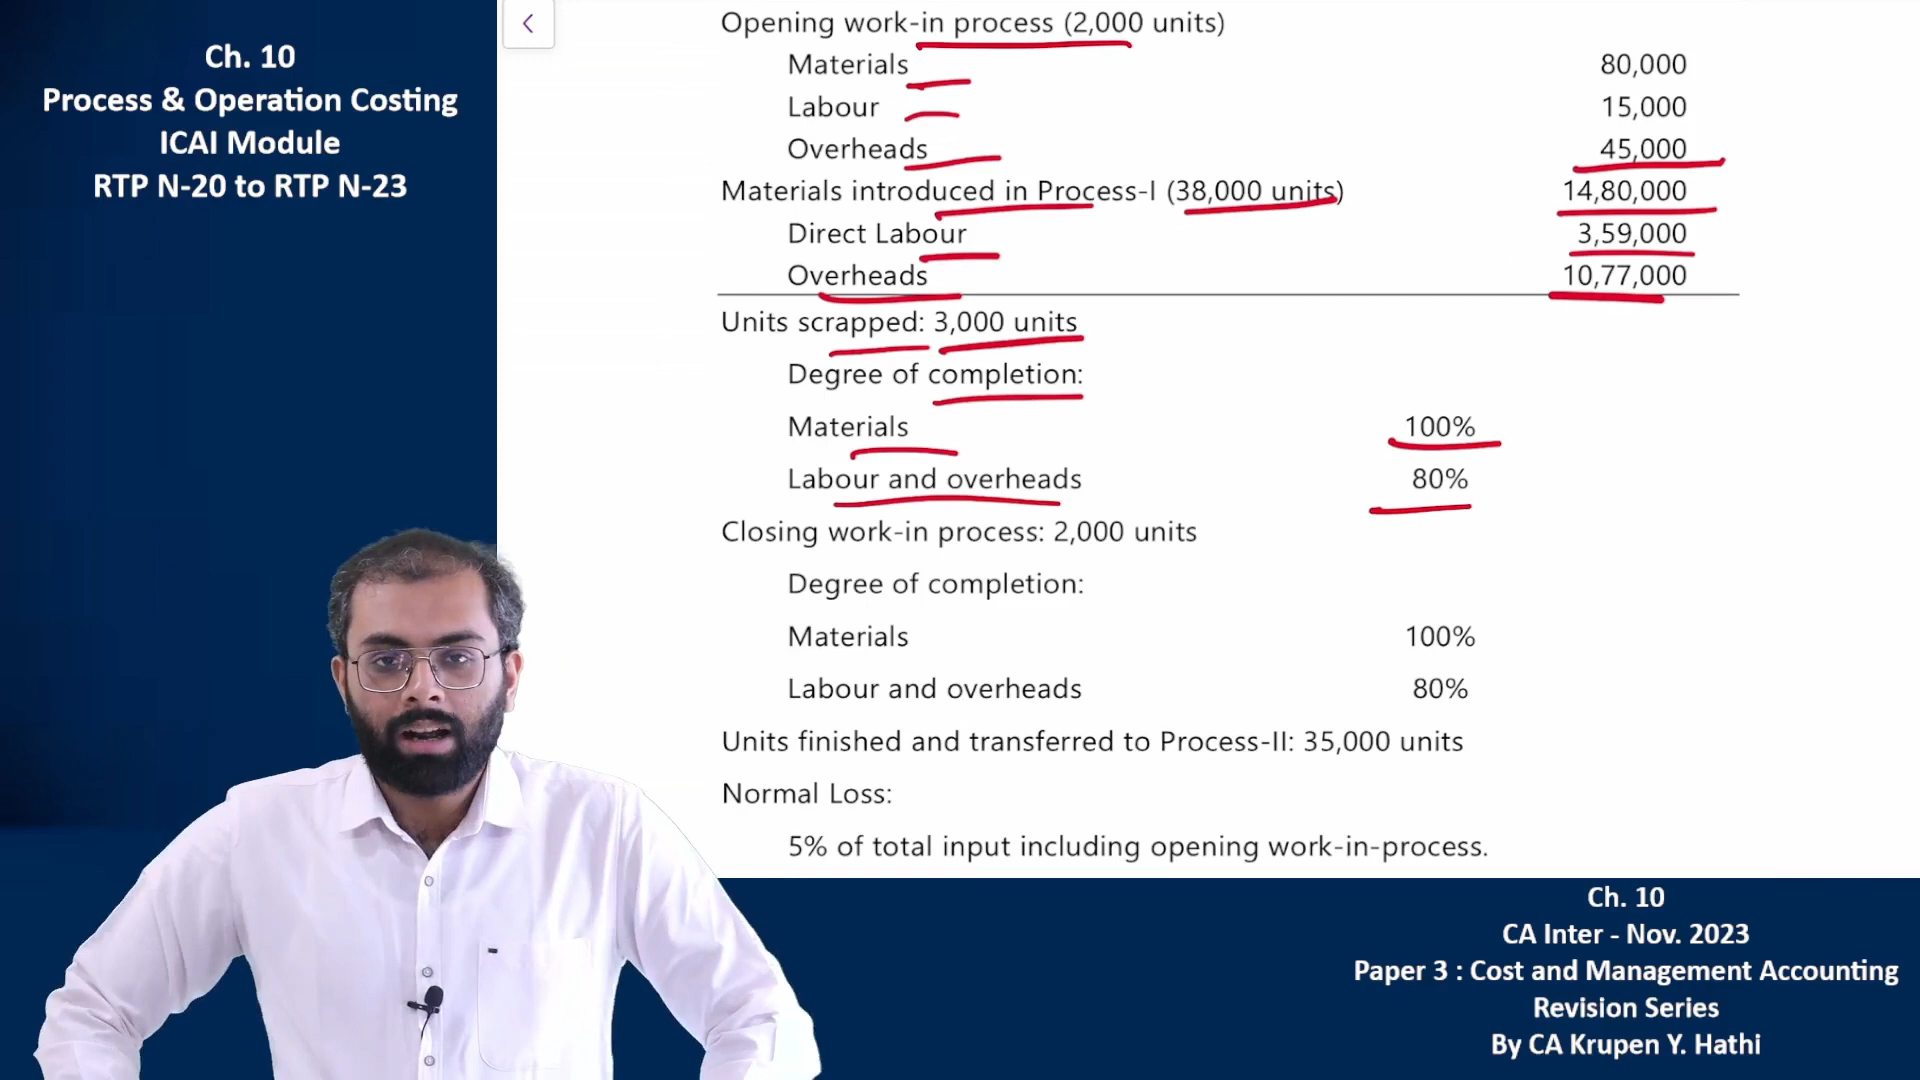 Ch. 10
Process & Operation Costing
ICAI Module
RTP N-20 to RTP N-23
Opening work-in process (2,000 units)
Materials 80,000
Labour 15,000
Overheads 45,000
Materials introduced in Process-I (38,000 units) 14,80,000
Direct Labour 3,59,000
Overheads 10,77,000
Units scrapped: 3,000 units
Degree of completion:
Materials 100%
Labour and overheads 80%
Closing work-in process: 2,000 units
Degree of completion:
Materials 100%
Labour and overheads 80%
Units finished and transferred to Process-II: 35,000 units
Normal Loss:
5% of total input including opening work-in-process.
Ch. 10
CA Inter - Nov. 2023
Paper 3 : Cost and Management Accounting
Revision Series
By CA Krupen Y. Hathi